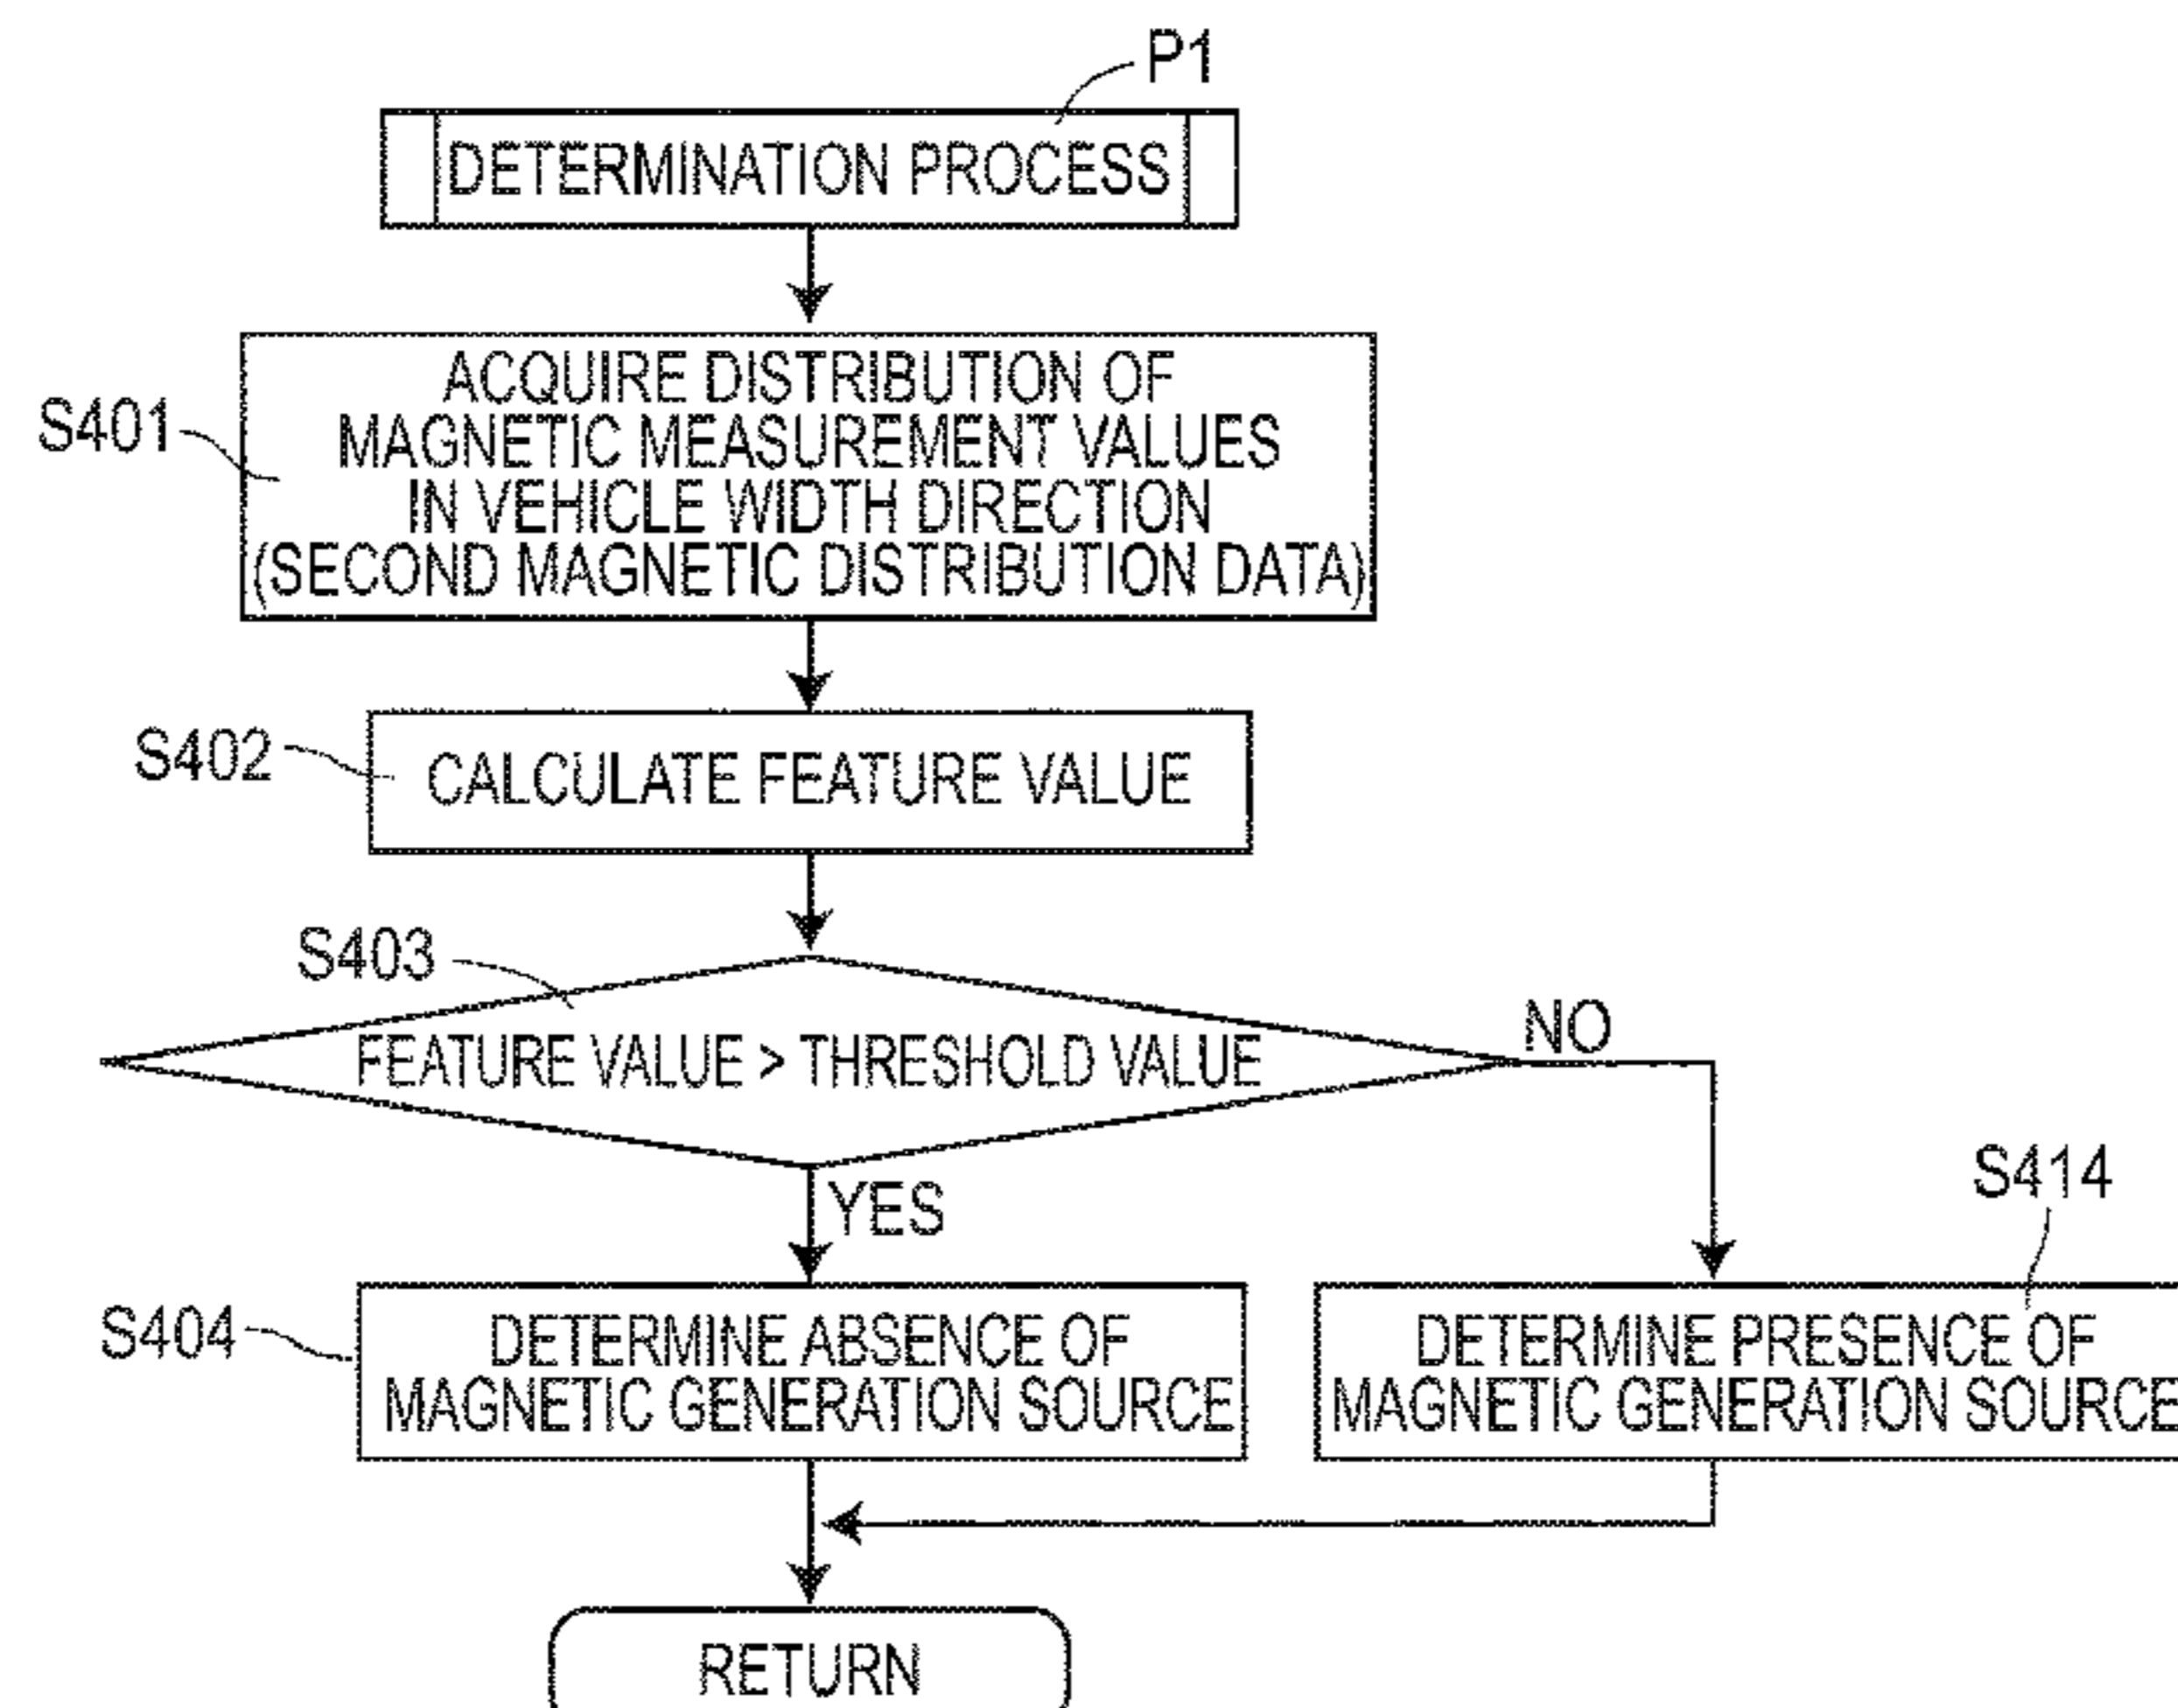 P1
DETERMINATION PROCESS
S401
ACQUIRE DISTRIBUTION OF
MAGNETIC MEASUREMENT VALUES
IN VEHICLE WIDTH DIRECTION
(SECOND MAGNETIC DISTRIBUTION DATA)
S402
CALCULATE FEATURE VALUE
S403
FEATURE VALUE > THRESHOLD VALUE
NO
YES
S404
DETERMINE ABSENCE OF
MAGNETIC GENERATION SOURCE
S414
DETERMINE PRESENCE OF
MAGNETIC GENERATION SOURCE
RETURN